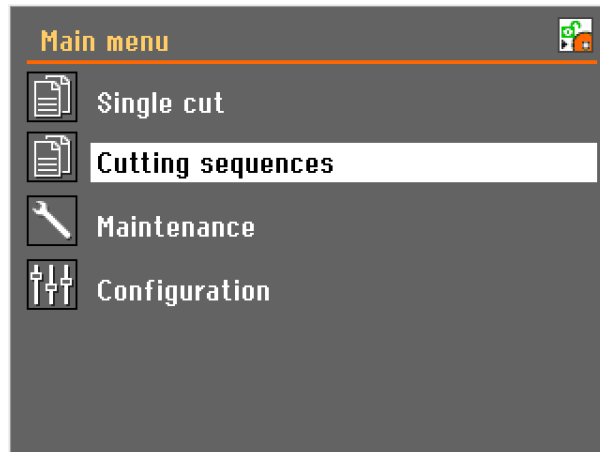 Main menu
Single cut
Cutting sequences
Maintenance
Configuration